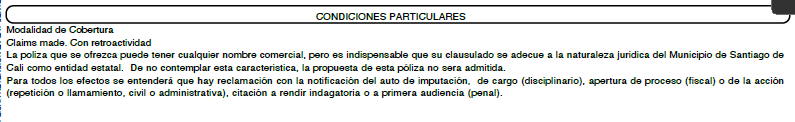 CONDICIONES PARTICULARES
Modalidad de Cobertura
Claims made. Con retroactividad
La poliza que se ofrezca puede tener cualquier nombre comercial, pero es indispensable que su clausulado se adecue a la naturaleza juridica del Municipio de Santiago de
Cali como entidad estatal. De no contemplar esta caracteristica, la propuesta de esta póliza no sera admitida.
Para todos los efectos se entenderá que hay reclamación con la notificación del auto de imputación, de cargo (disciplinario), apertura de proceso (fiscal) o de la acción
(repetición o llamamiento, civil o administrativa), citación a rendir indagatoria o a primera audiencia (penal).